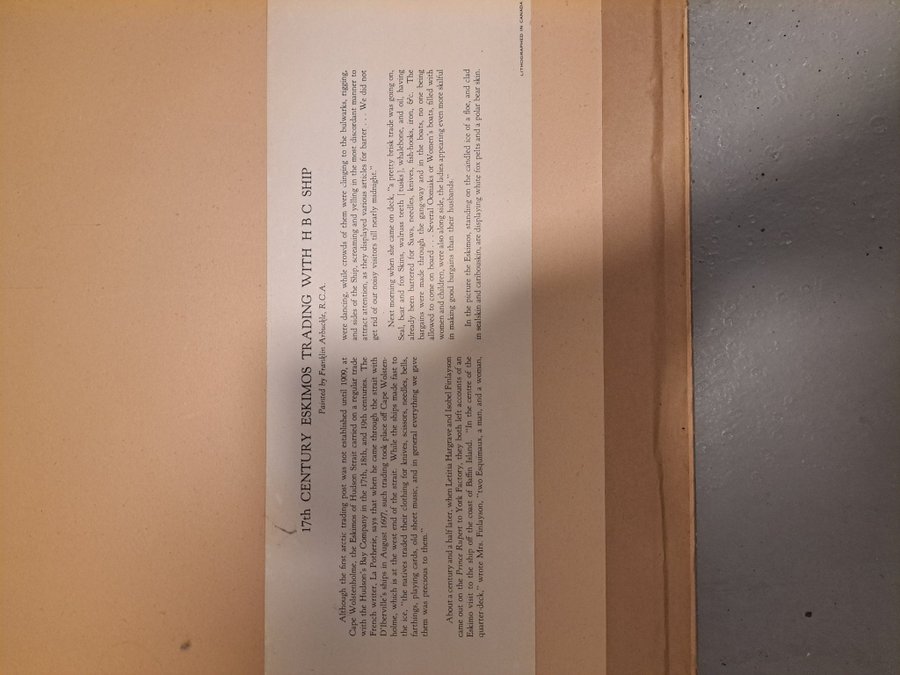 17th CENTURY ESKIMOS TRADING WITH H B C SHIP
Painted by Franklin Arbuckle, R.C.A.
Although the first arctic trading post was not established until 1909, at
Cape Wolstenholme, the Eskimos of Hudson Strait carried on a regular trade
with the Hudson's Bay Company in the 17th, 18th, and 19th centuries. The
French writer, La Potherie, says that when he came through the strait with
D'Iberville's ships in August 1697, such trading took place off Cape Wolsten-
holme, which is at the west end of the strait. While the ships made fast to
the ice, "the natives traded their clothing for knives, scissors, needles, bells,
farthings, playing cards, old sheet music, and in general everything we gave
them was precious to them."
About a century and a half later, when Letitia Hargrave and Isobel Finlayson
came out on the Prince Rupert to York Factory, they both left accounts of an
Eskimo visit to the ship off the coast of Baffin Island. "In the centre of the
quarter-deck," wrote Mrs. Finlayson, "two Esquimaux, a man, and a woman,
were dancing, while crowds of them were clinging to the bulwarks, rigging,
and sides of the Ship, screaming and yelling in the most discordant manner to
attract attention, as they displayed various articles for barter . . . We did not
get rid of our noisy visitors till nearly midnight."
Next morning when she came on deck, "a pretty brisk trade was going on,
Seal, bear and fox Skins, walruss teeth [tusks], whalebone, and oil, having
already been bartered for Saws, needles, knives, fish-hooks, iron, &c. The
bargains were made through the gang-way and in the boats, no one being
allowed to come on board . . . Several Oomiaks or Women's boats, filled with
women and children, were also along side, the ladies appearing even more skilful
in making good bargains than their husbands."
In the picture the Eskimos, standing on the candled ice of a floe, and clad
in sealskin and caribouskin, are displaying white fox pelts and a polar bear skin.
LITHOGRAPHED IN CANADA